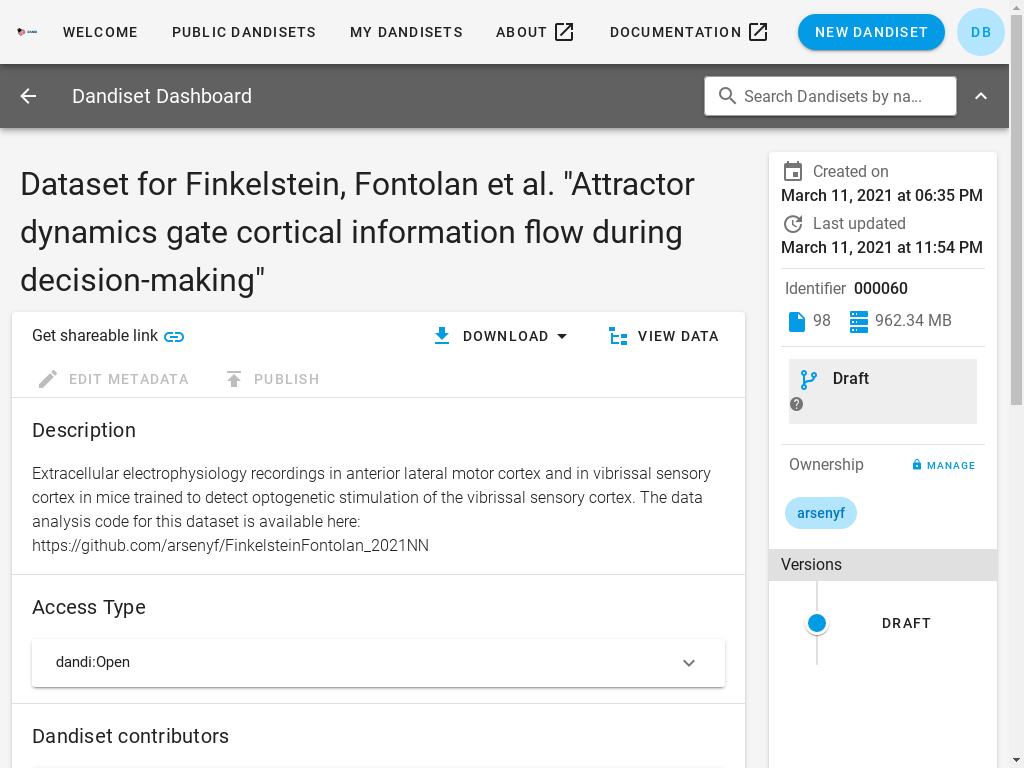 WELCOME
PUBLIC DANDISETS
MY DANDISETS
ABOUT
DOCUMENTATION
NEW DANDISET
DB
Dandiset Dashboard
Search Dandisets by na...
Dataset for Finkelstein, Fontolan et al. "Attractor
dynamics gate cortical information flow during
decision-making"
Get shareable link
DOWNLOAD
VIEW DATA
EDIT METADATA
PUBLISH
Description
Extracellular electrophysiology recordings in anterior lateral motor cortex and in vibrissal sensory
cortex in mice trained to detect optogenetic stimulation of the vibrissal sensory cortex. The data
analysis code for this dataset is available here:
https://github.com/arsenyf/FinkelsteinFontolan_2021NN
Access Type
dandi:Open
Dandiset contributors
Created on
March 11, 2021 at 06:35 PM
Last updated
March 11, 2021 at 11:54 PM
Identifier 000060
98
962.34 MB
Draft
Ownership
MANAGE
arsenyf
Versions
DRAFT